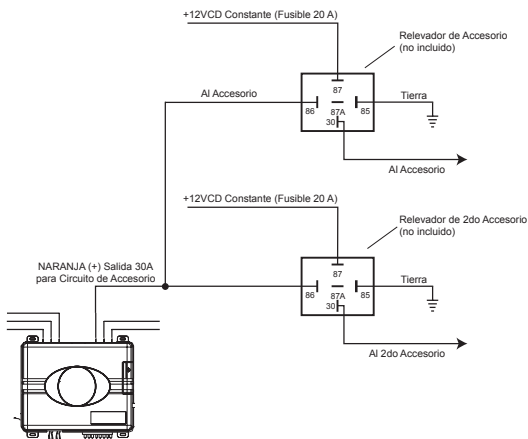 +12VCD Constante (Fusible 20 A)
Relevador de Accesorio
(no incluido)
87
Al Accesorio
Tierra
86
87A
85
30
Al Accesorio
+12VCD Constante (Fusible 20 A)
Relevador de 2do Accesorio
(no incluido)
87
NARANJA (+) Salida 30A
para Circuito de Accesorio
Tierra
86
87A
85
30
Al 2do Accesorio